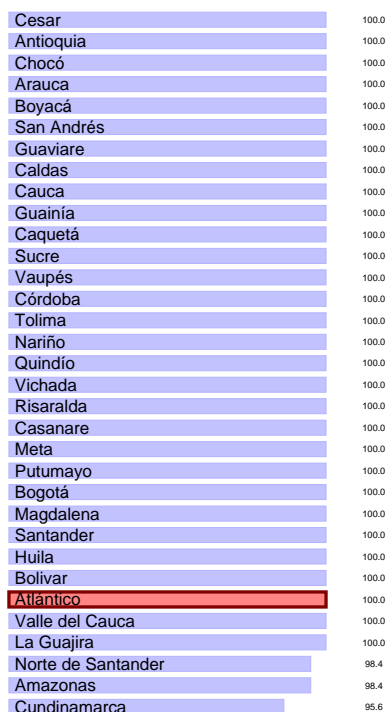 Cesar 100.0
Antioquia 100.0
Chocó 100.0
Arauca 100.0
Boyacá 100.0
San Andrés 100.0
Guaviare 100.0
Caldas 100.0
Cauca 100.0
Guainía 100.0
Caquetá 100.0
Sucre 100.0
Vaupés 100.0
Córdoba 100.0
Tolima 100.0
Nariño 100.0
Quindío 100.0
Vichada 100.0
Risaralda 100.0
Casanare 100.0
Meta 100.0
Putumayo 100.0
Bogotá 100.0
Magdalena 100.0
Santander 100.0
Huila 100.0
Bolivar 100.0
Atlántico 100.0
Valle del Cauca 100.0
La Guajira 100.0
Norte de Santander 98.4
Amazonas 98.4
Cundinamarca 95.6